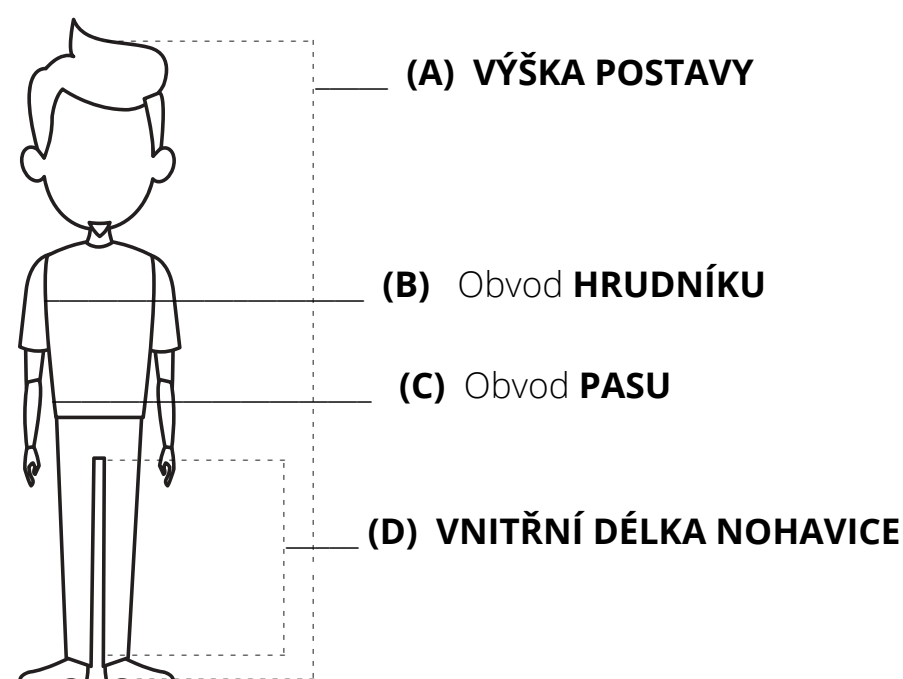 (A) VÝŠKA POSTAVY
(B) Obvod HRUDNÍKU
(C) Obvod PASU
(D) VNITŘNÍ DÉLKA NOHAVICE